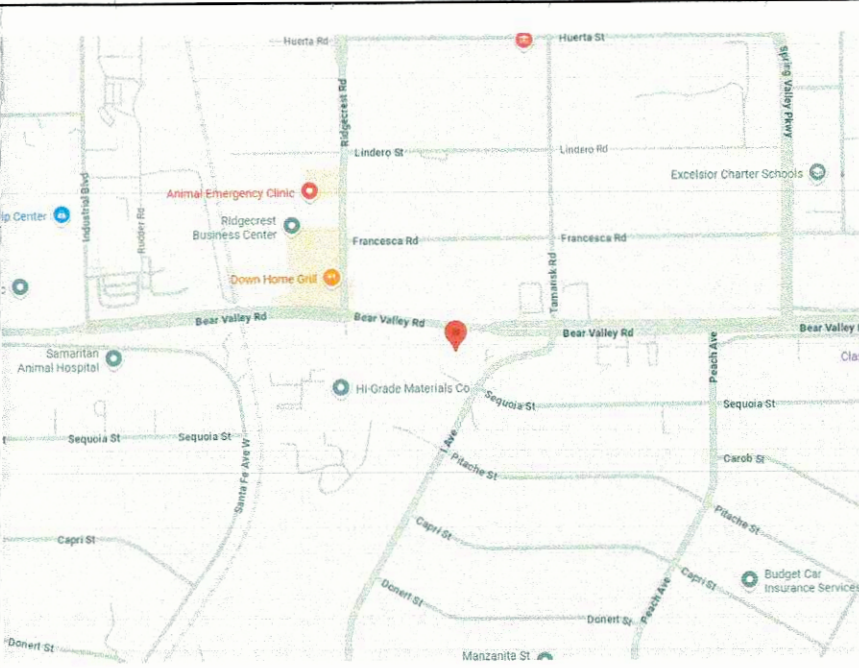 Huerta Rd
Huerta St
Ridgecrest Rd
Spring Valley Pkwy
Lindero St
Lindero Rd
Excelsior Charter Schools
Industrial Blvd
Animal Emergency Clinic
ip Center
Rudder Rd
Ridgecrest
Business Center
Francesca Rd
Francesca Rd
Down Home Grill
Tamarisk Rd
Bear Valley Rd
Bear Valley Rd
Bear Valley Rd
Bear Valley
Samaritan
Animal Hospital
Peach Ave
Cla
Hi-Grade Materials Co
Sequoia St
Sequoia St
Sequoia St
Sequoia St
I Ave
Santa Fe Ave W
Pitache St
Carob St
Capri St
Capri St
Pitache St
Capri St
Budget Car
Insurance Services
Donert St
Peach Ave
Donert St
Donert St
Manzanita St